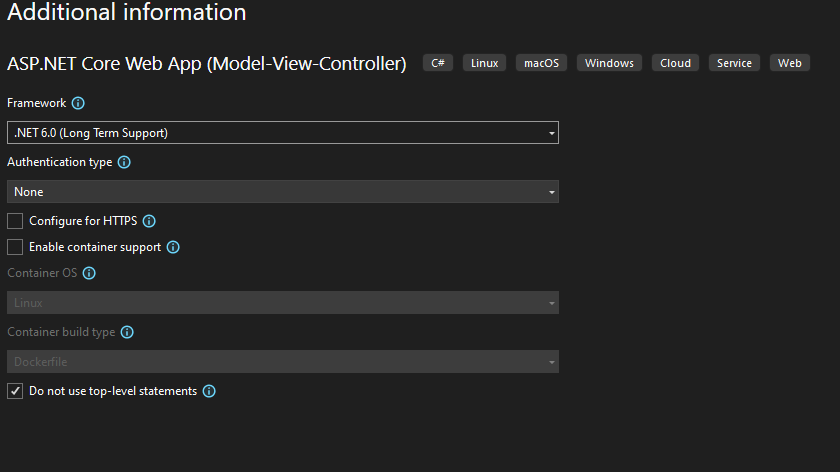 Additional information
ASP.NET Core Web App (Model-View-Controller) C# Linux macOS Windows Cloud Service Web
Framework
.NET 6.0 (Long Term Support)
Authentication type
None
Configure for HTTPS
Enable container support
Container OS
Linux
Container build type
Dockerfile
Do not use top-level statements